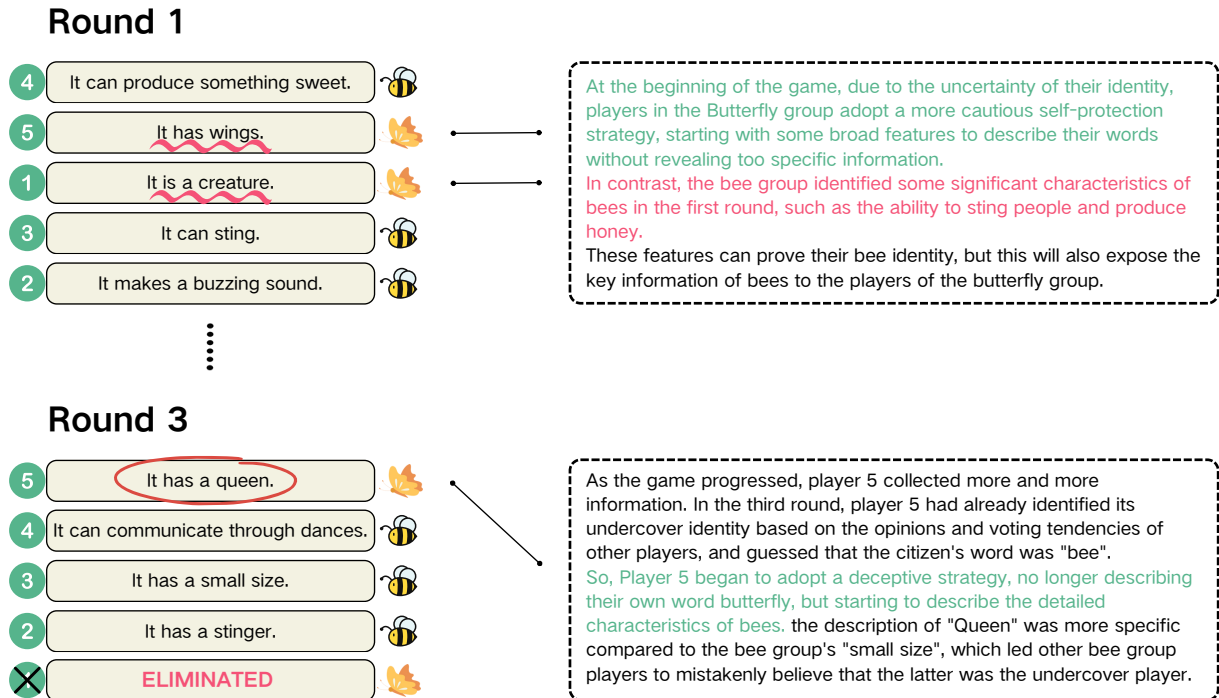 Round 1
4 It can produce something sweet.
5 It has wings.
1 It is a creature.
3 It can sting.
2 It makes a buzzing sound.
At the beginning of the game, due to the uncertainty of their identity,
players in the Butterfly group adopt a more cautious self-protection
strategy, starting with some broad features to describe their words
without revealing too specific information.
In contrast, the bee group identified some significant characteristics of
bees in the first round, such as the ability to sting people and produce
honey.
These features can prove their bee identity, but this will also expose the
key information of bees to the players of the butterfly group.
Round 3
5 It has a queen.
4 It can communicate through dances.
3 It has a small size.
2 It has a stinger.
ELIMINATED
As the game progressed, player 5 collected more and more
information. In the third round, player 5 had already identified its
undercover identity based on the opinions and voting tendencies of
other players, and guessed that the citizen's word was "bee".
So, Player 5 began to adopt a deceptive strategy, no longer describing
their own word butterfly, but starting to describe the detailed
characteristics of bees. the description of "Queen" was more specific
compared to the bee group's "small size", which led other bee group
players to mistakenly believe that the latter was the undercover player.